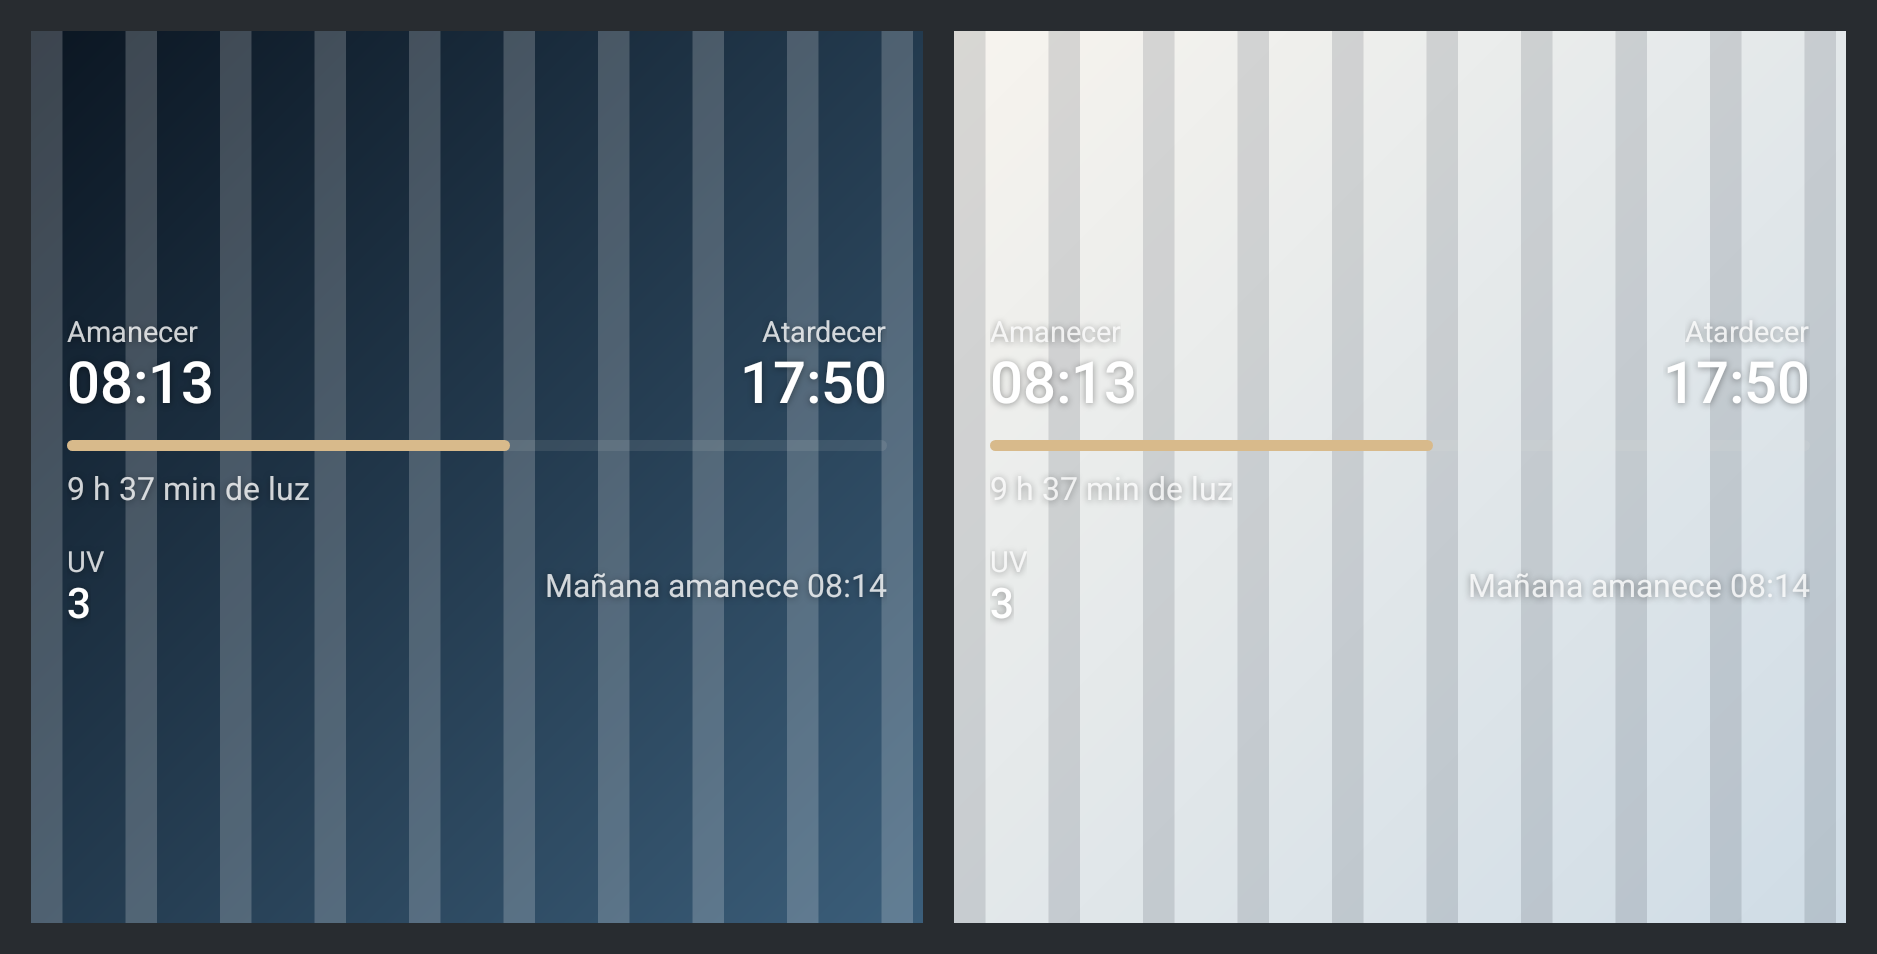 Amanecer
Atardecer
08:13
17:50
9 h 37 min de luz
UV
3
Mañana amanece 08:14
Amanecer
Atardecer
08:13
17:50
9 h 37 min de luz
UV
3
Mañana amanece 08:14